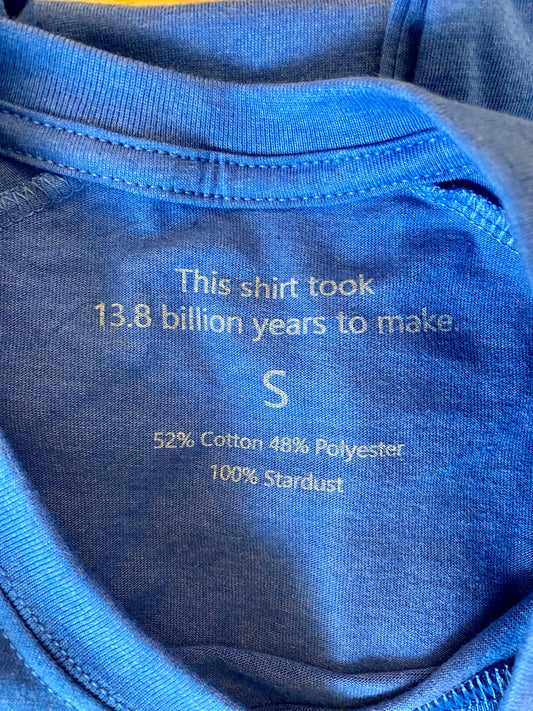 This shirt took
13.8 billion years to make.
S
52% Cotton 48% Polyester
100% Stardust